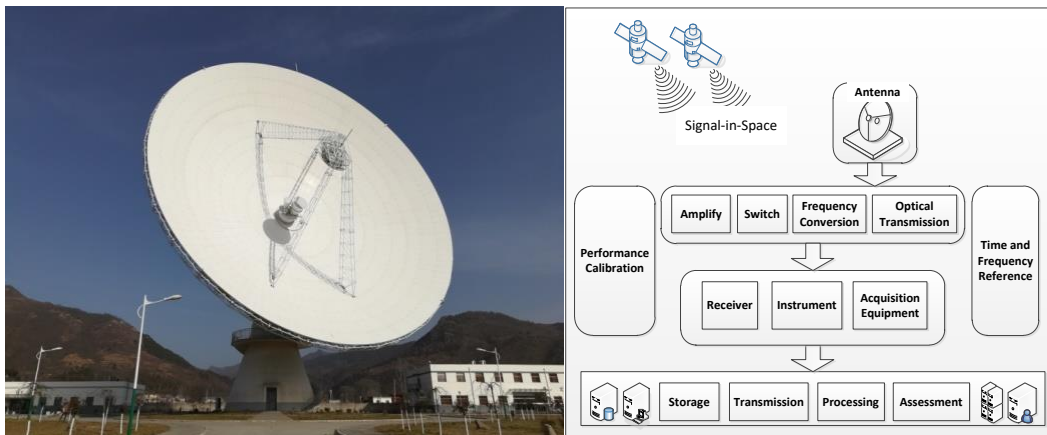 Signal-in-Space
Antenna
Amplify
Switch
Frequency
Conversion
Optical
Transmission
Performance
Calibration
Time and
Frequency
Reference
Receiver
Instrument
Acquisition
Equipment
Storage
Transmission
Processing
Assessment